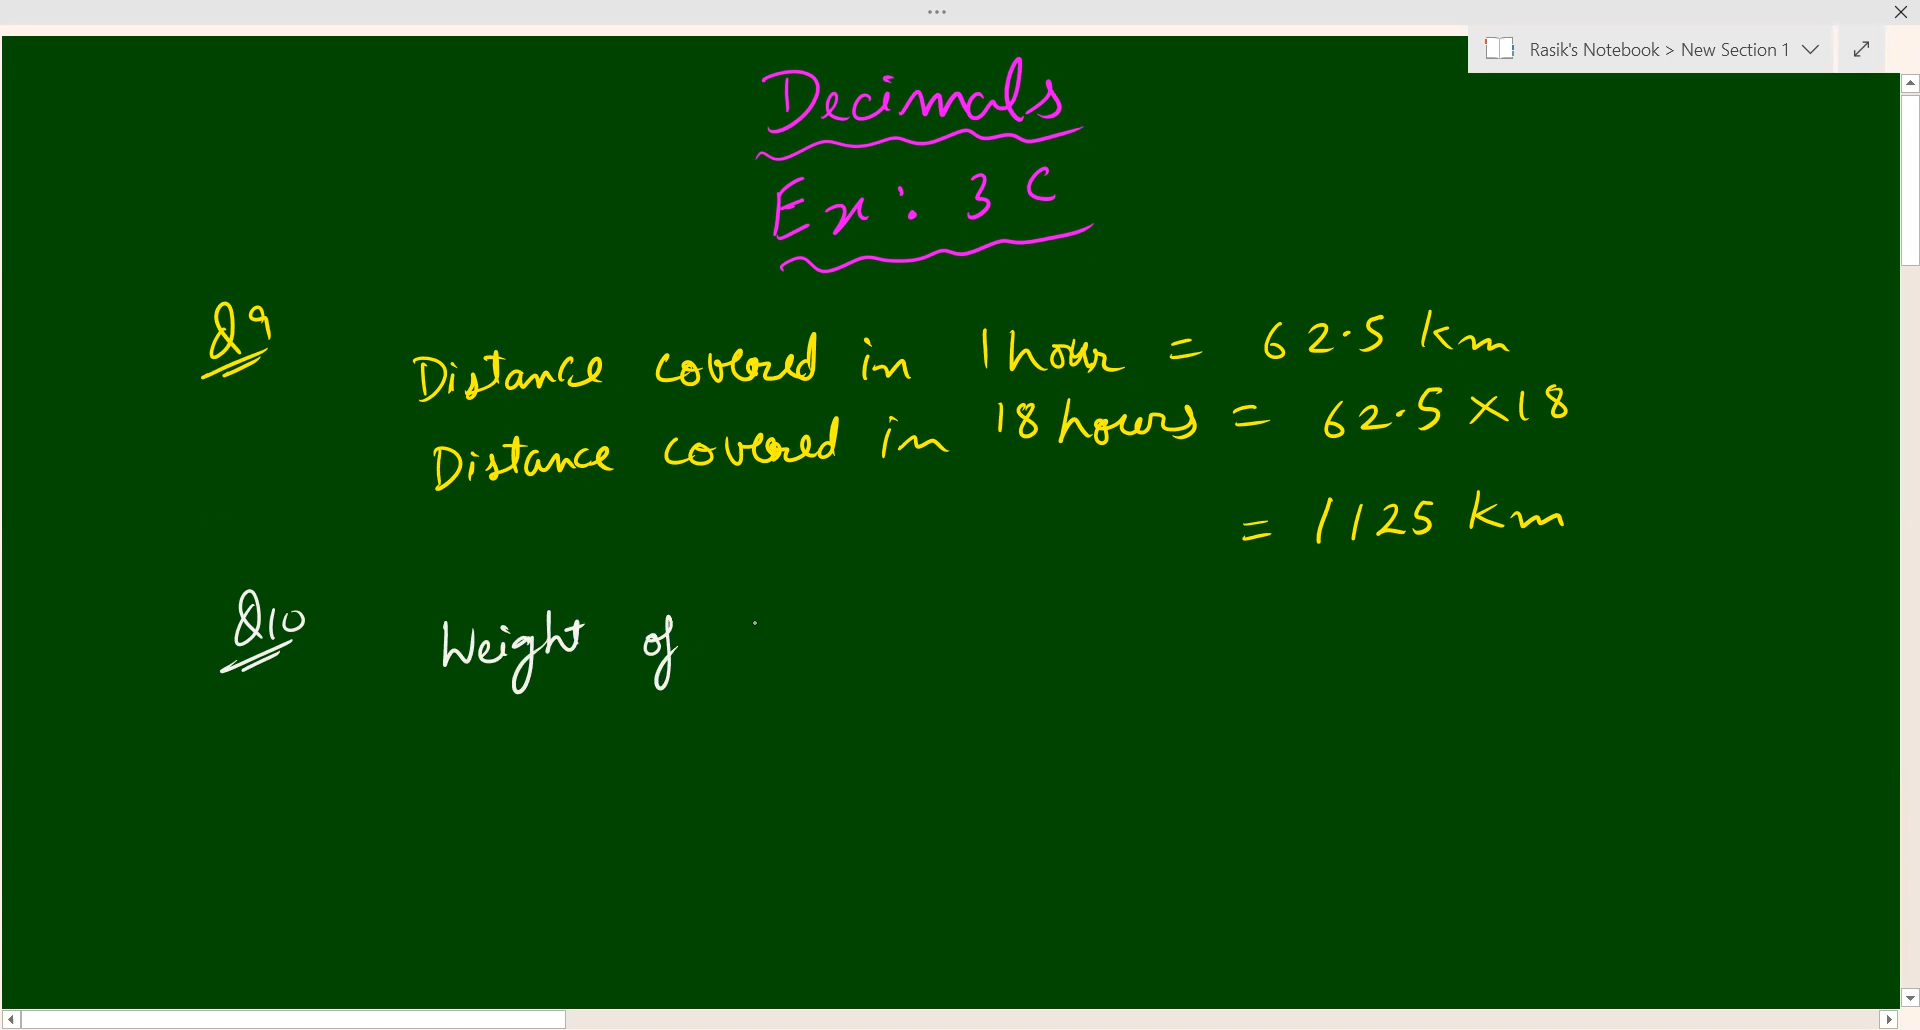 Rasik's Notebook > New Section 1
Decimals
Ex: 3 C
Q9
Distance covered in 1 hour = 62.5 km
Distance covered in 18 hours = 62.5 × 18
= 1125 km
Q10 Weight of